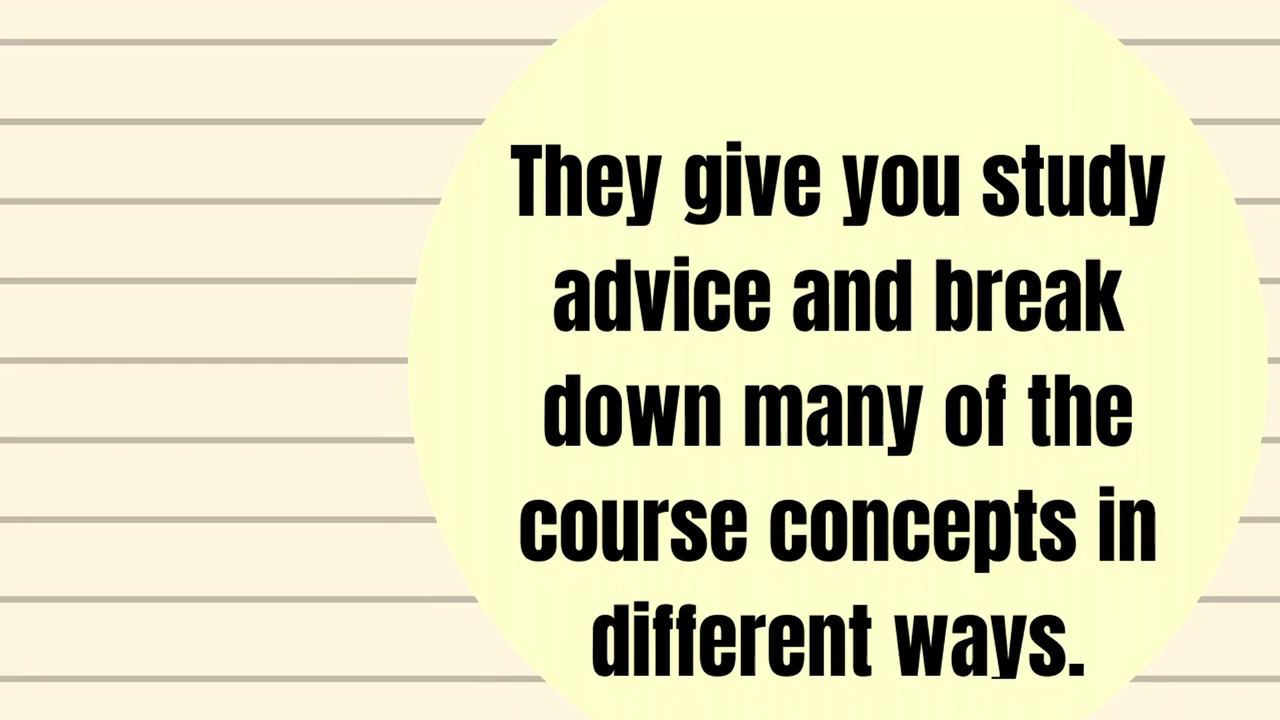 They give you study
advice and break
down many of the
course concepts in
different ways.